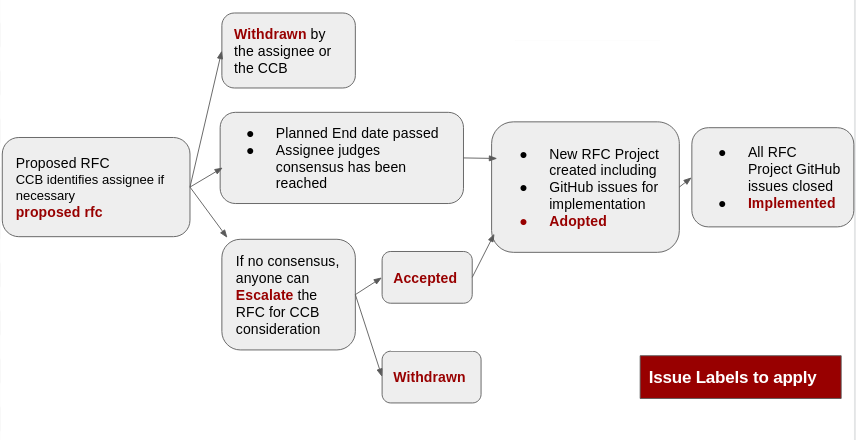 Withdrawn by
the assignee or
the CCB
Proposed RFC
CCB identifies assignee if
necessary
proposed rfc
● Planned End date passed
● Assignee judges
consensus has been
reached
If no consensus,
anyone can
Escalate the
RFC for CCB
consideration
Accepted
Withdrawn
● New RFC Project
created including
● GitHub issues for
implementation
● Adopted
● All RFC
Project GitHub
issues closed
● Implemented
Issue Labels to apply